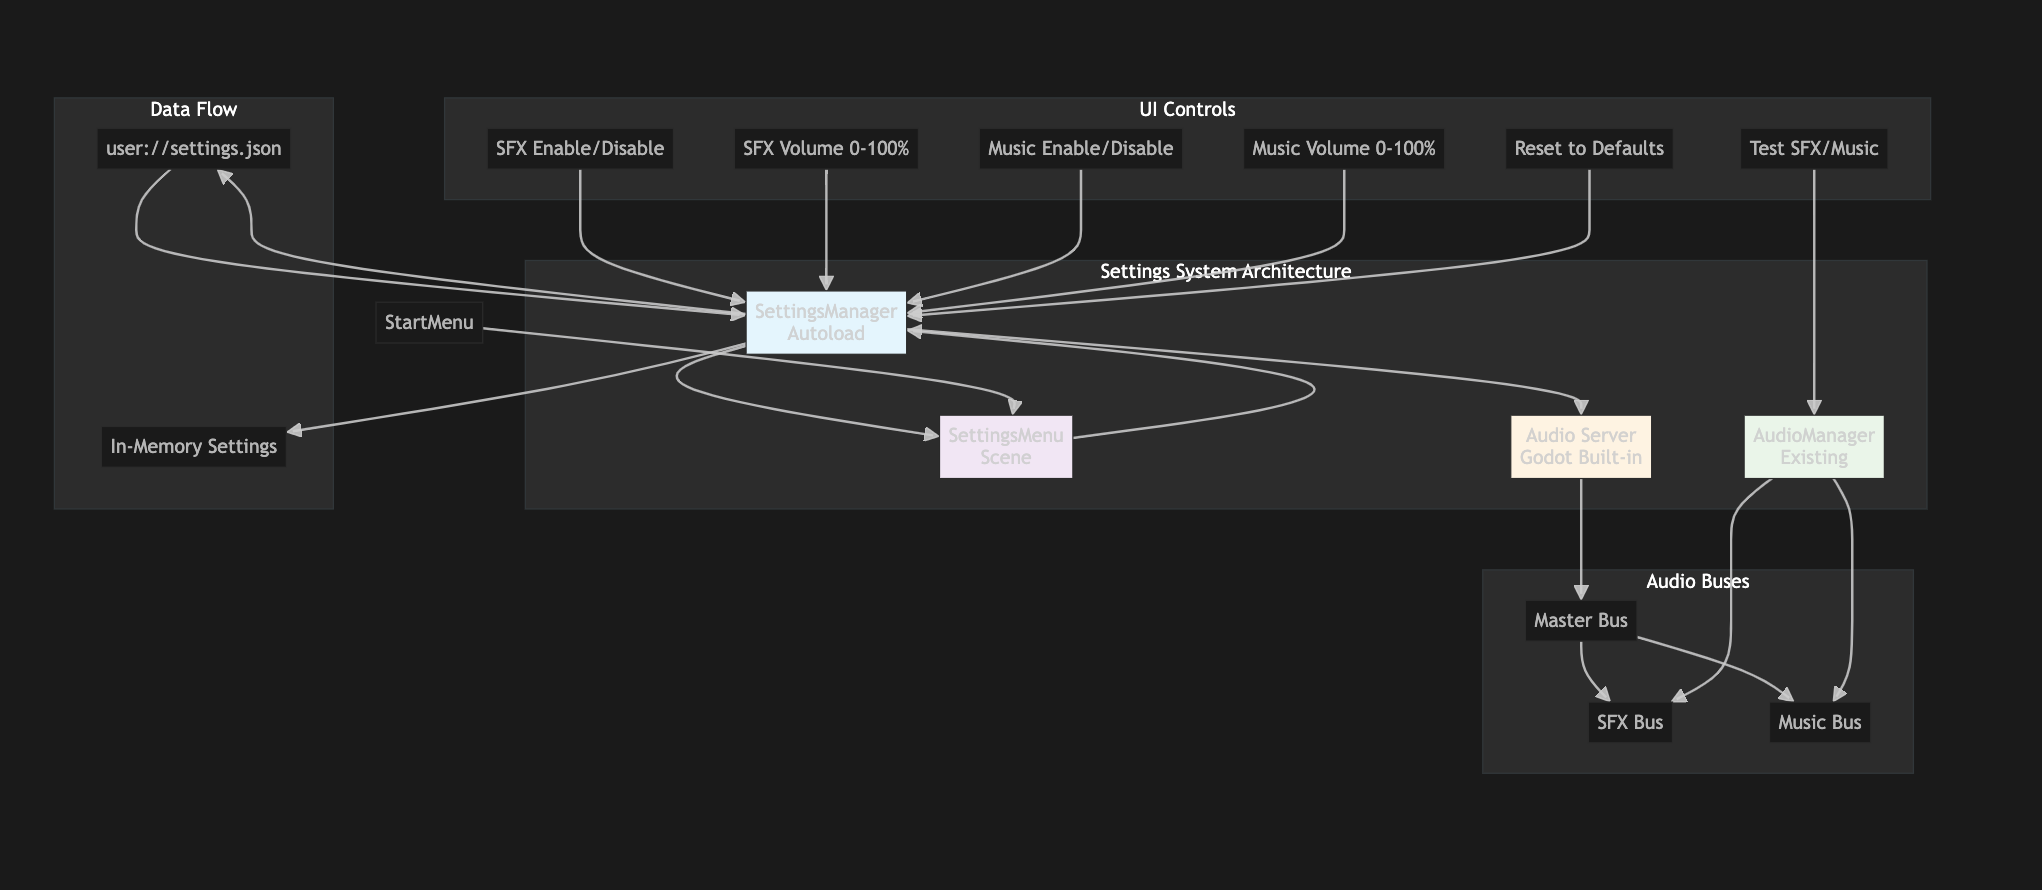 Data Flow
user://settings.json
In-Memory Settings
StartMenu
UI Controls
SFX Enable/Disable
SFX Volume 0-100%
Music Enable/Disable
Music Volume 0-100%
Reset to Defaults
Test SFX/Music
Settings System Architecture
SettingsManager
Autoload
SettingsMenu
Scene
Audio Server
Godot Built-in
AudioManager
Existing
Audio Buses
Master Bus
SFX Bus
Music Bus